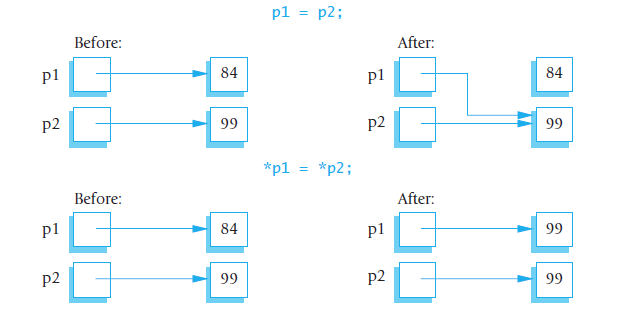 p1 = p2;
Before: After:
p1 84 p1 84
p2 99 p2 99
*p1 = *p2;
Before: After:
p1 84 p1 99
p2 99 p2 99